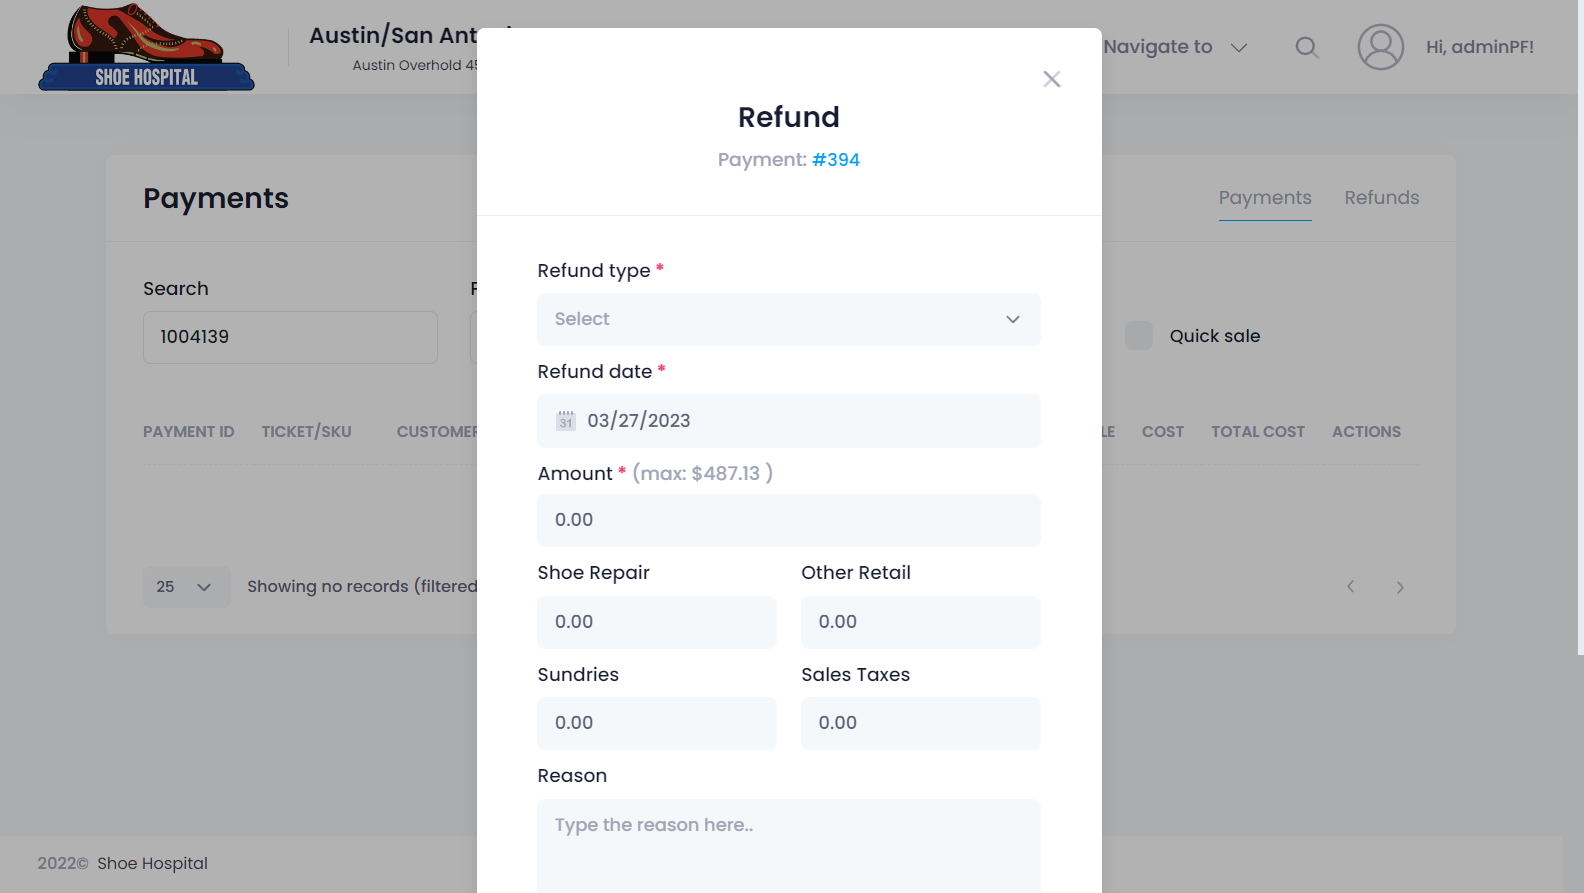 SHOE HOSPITAL
Austin/San Antoni
Austin Overhold 45
Navigate to
Hi, adminPF!
Refund
Payment: #394
Payments
Payments
Refunds
Search
1004139
Quick sale
PAYMENT ID
TICKET/SKU
CUSTOMER
LE
COST
TOTAL COST
ACTIONS
25
Showing no records (filtered
Refund type *
Select
Refund date *
31
03/27/2023
Amount * (max: $487.13 )
0.00
Shoe Repair
Other Retail
0.00
0.00
Sundries
Sales Taxes
0.00
0.00
Reason
Type the reason here..
2022© Shoe Hospital